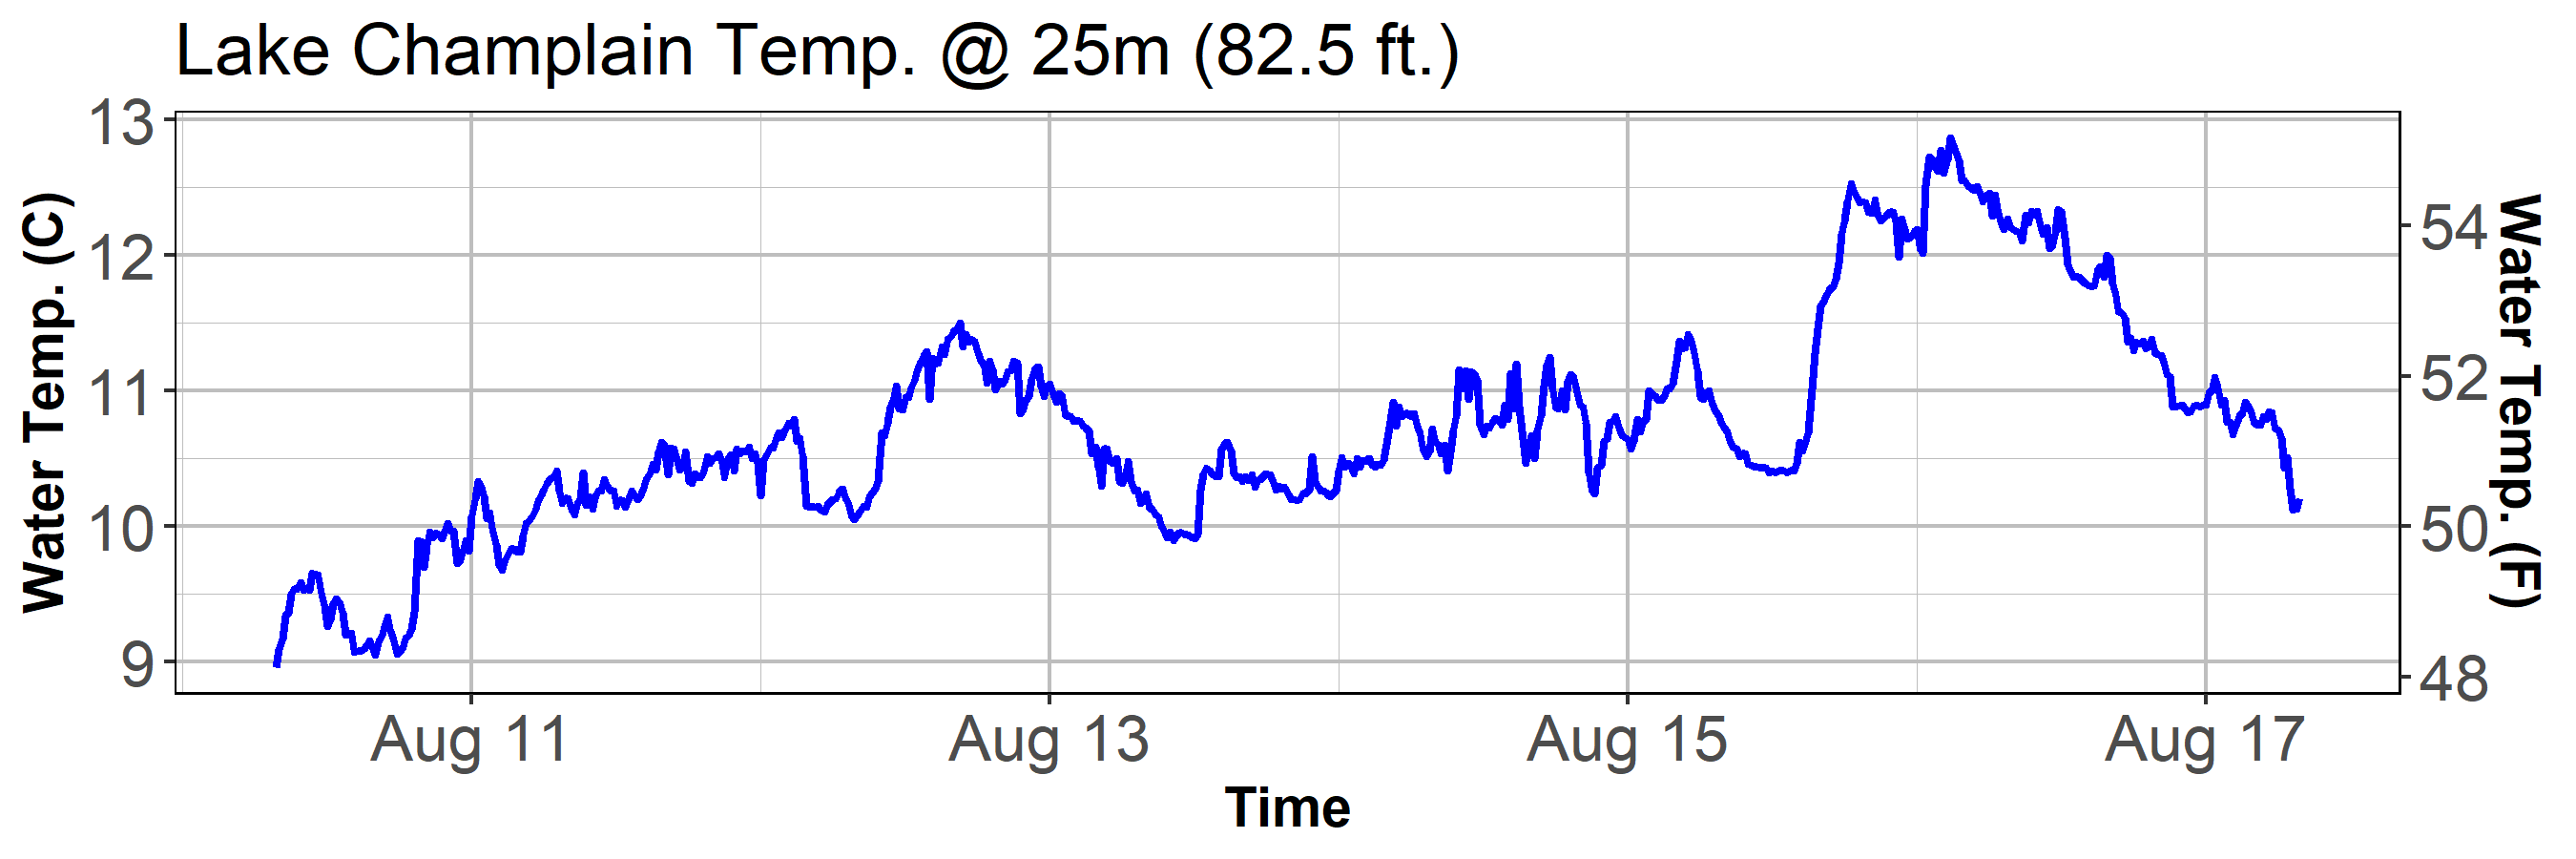 Lake Champlain Temp. @ 25m (82.5 ft.)
Water Temp. (C)
13
12
11
10
9
54
52
50
48
Water Temp. (F)
Aug 11 Aug 13 Aug 15 Aug 17
Time